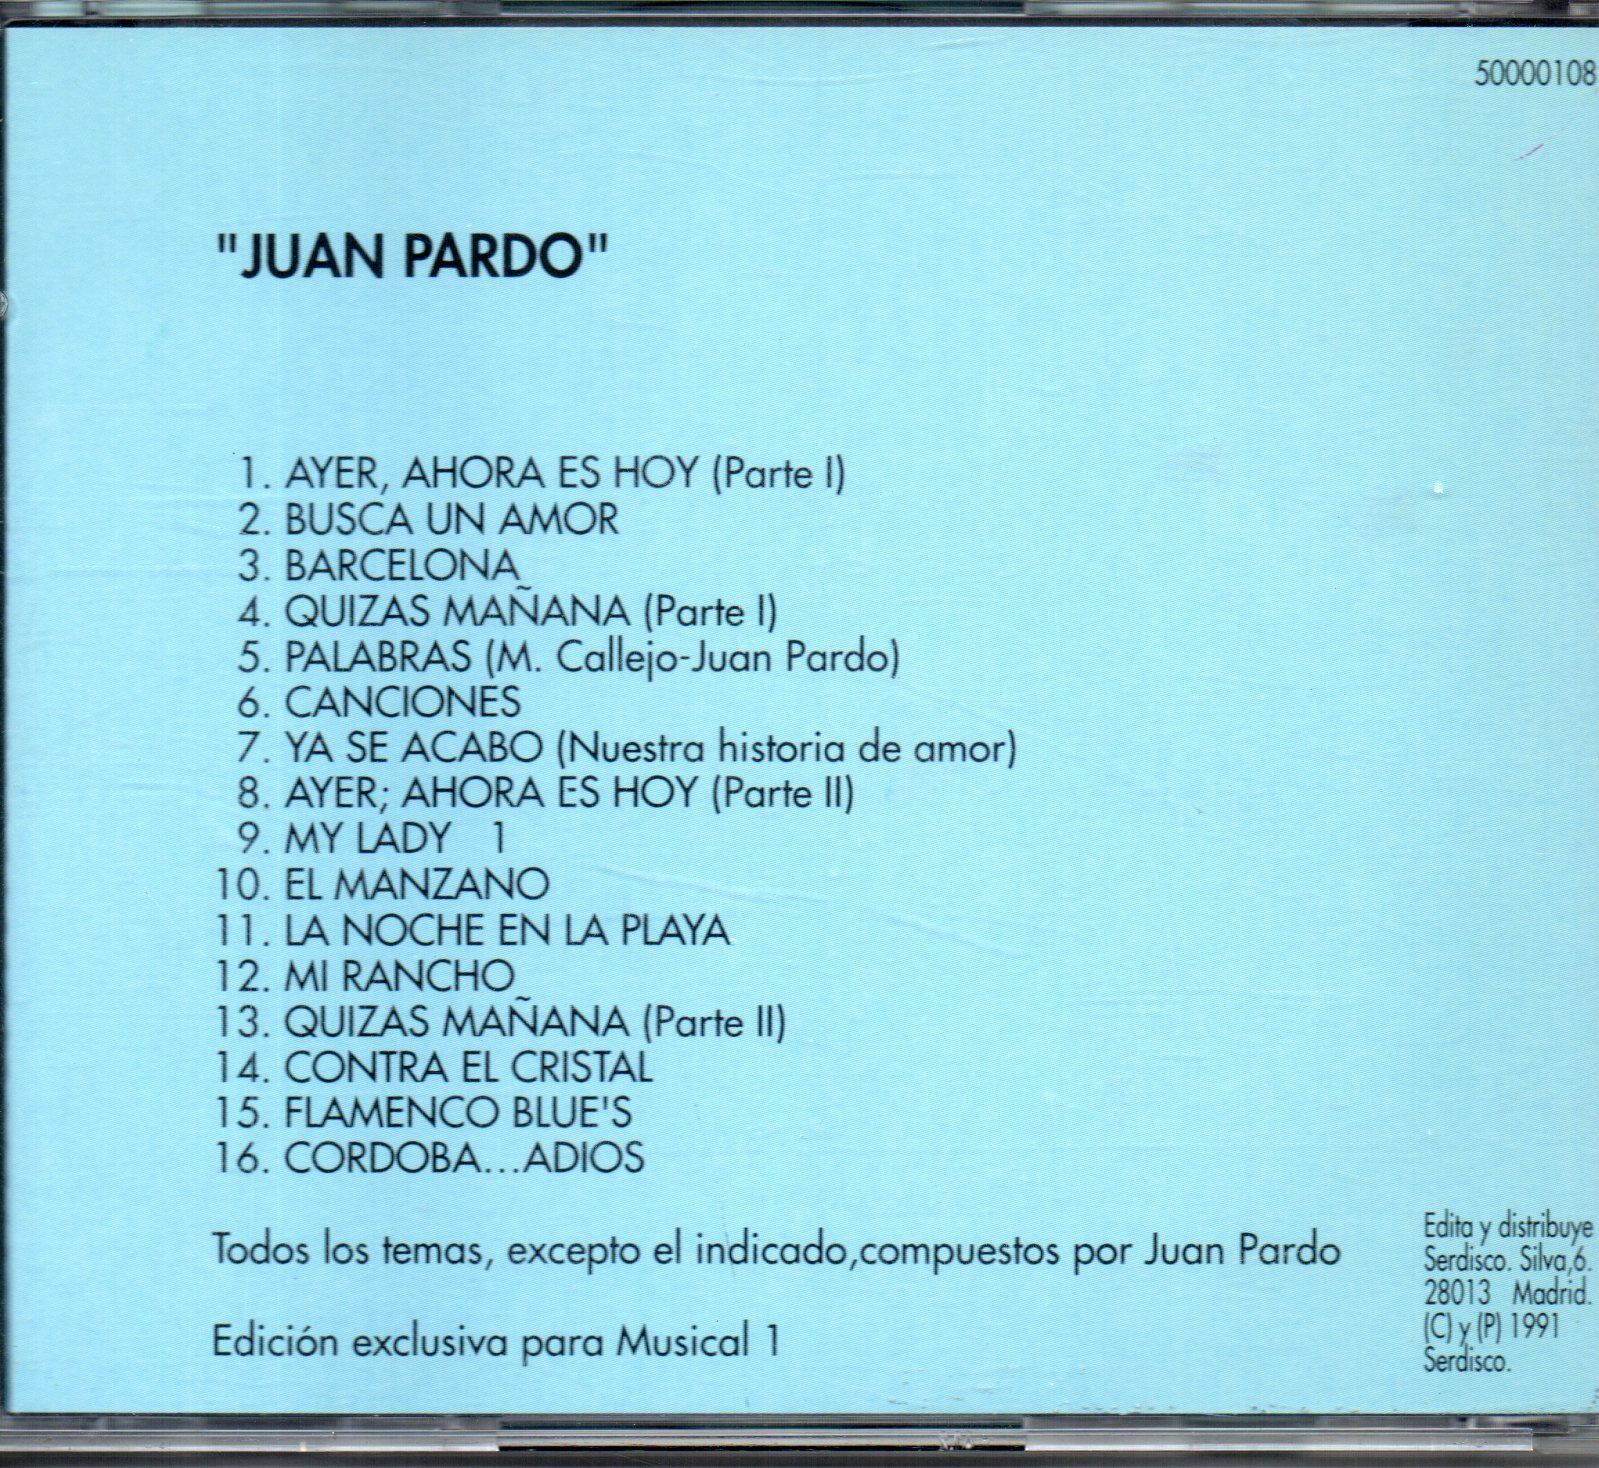 50000108
"JUAN PARDO"
1. AYER, AHORA ES HOY (Parte I)
2. BUSCA UN AMOR
3. BARCELONA
4. QUIZAS MAÑANA (Parte I)
5. PALABRAS (M. Callejo-Juan Pardo)
6. CANCIONES
7. YA SE ACABO (Nuestra historia de amor)
8. AYER; AHORA ES HOY (Parte II)
9. MY LADY 1
10. EL MANZANO
11. LA NOCHE EN LA PLAYA
12. MI RANCHO
13. QUIZAS MAÑANA (Parte II)
14. CONTRA EL CRISTAL
15. FLAMENCO BLUE'S
16. CORDOBA...ADIOS
Todos los temas, excepto el indicado,compuestos por Juan Pardo
Edición exclusiva para Musical 1
Edita y distribuye
Serdisco. Silva,6.
28013 Madrid.
(C) y (P) 1991
Serdisco.